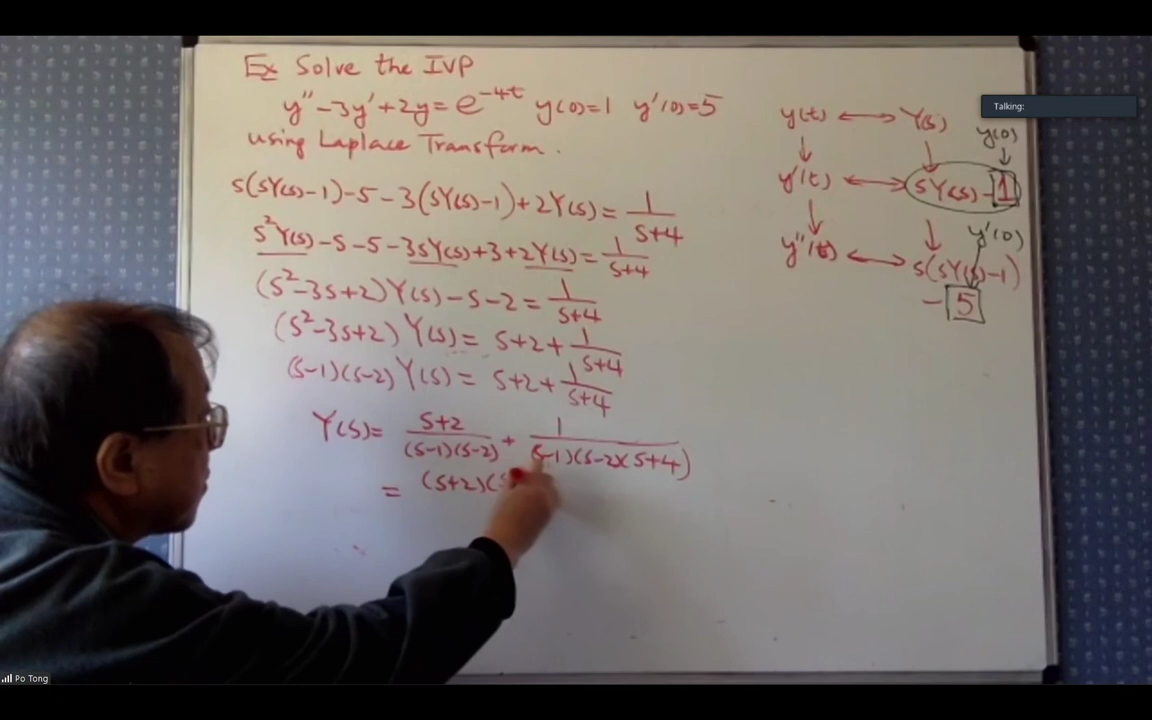 Ex Solve the IVP
y'' - 3y' + 2y = e^{-4t} y(0)=1 y'(0)=5
using Laplace Transform.
s(sY(s)-1)-5-3(sY(s)-1)+2Y(s)=1/(s+4)
s²Y(s)-s-5-3sY(s)+3+2Y(s)=1/(s+4)
(s²-3s+2)Y(s)-s-2=1/(s+4)
(s²-3s+2)Y(s)=s+2+1/(s+4)
(s-1)(s-2)Y(s)=s+2+1/(s+4)
Y(s)=(s+2)/((s-1)(s-2))+1/((s-1)(s-2)(s+4))
=(s+2)(s
y(t) ⟷ Y(s)
y(0)
↓ ↓ ↓
y'(t) ⟷ sY(s)-1
↓ ↓ y'(0)
y''(t) ⟷ s(sY(s)-1)
-5
Talking:
Po Tong